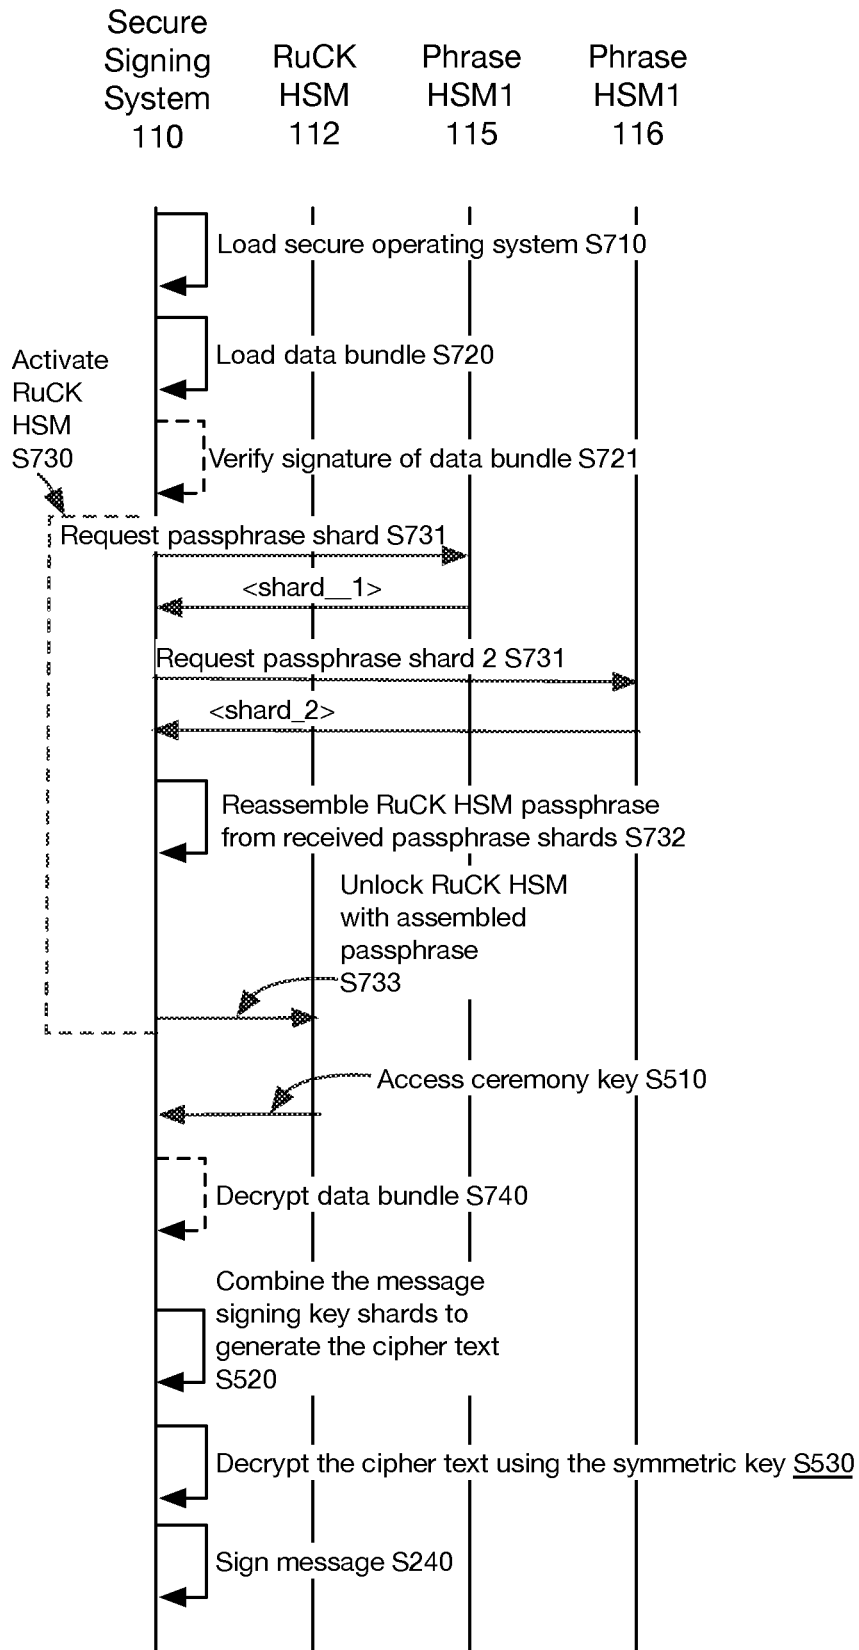 Secure
Signing
System
110
RuCK
HSM
112
Phrase
HSM1
115
Phrase
HSM1
116
Load secure operating system S710
Load data bundle S720
Activate
RuCK
HSM
S730
Verify signature of data bundle S721
Request passphrase shard S731
<shard__1>
Request passphrase shard 2 S731
<shard_2>
Reassemble RuCK HSM passphrase
from received passphrase shards S732
Unlock RuCK HSM
with assembled
passphrase
S733
Access ceremony key S510
Decrypt data bundle S740
Combine the message
signing key shards to
generate the cipher text
S520
Decrypt the cipher text using the symmetric key S530
Sign message S240